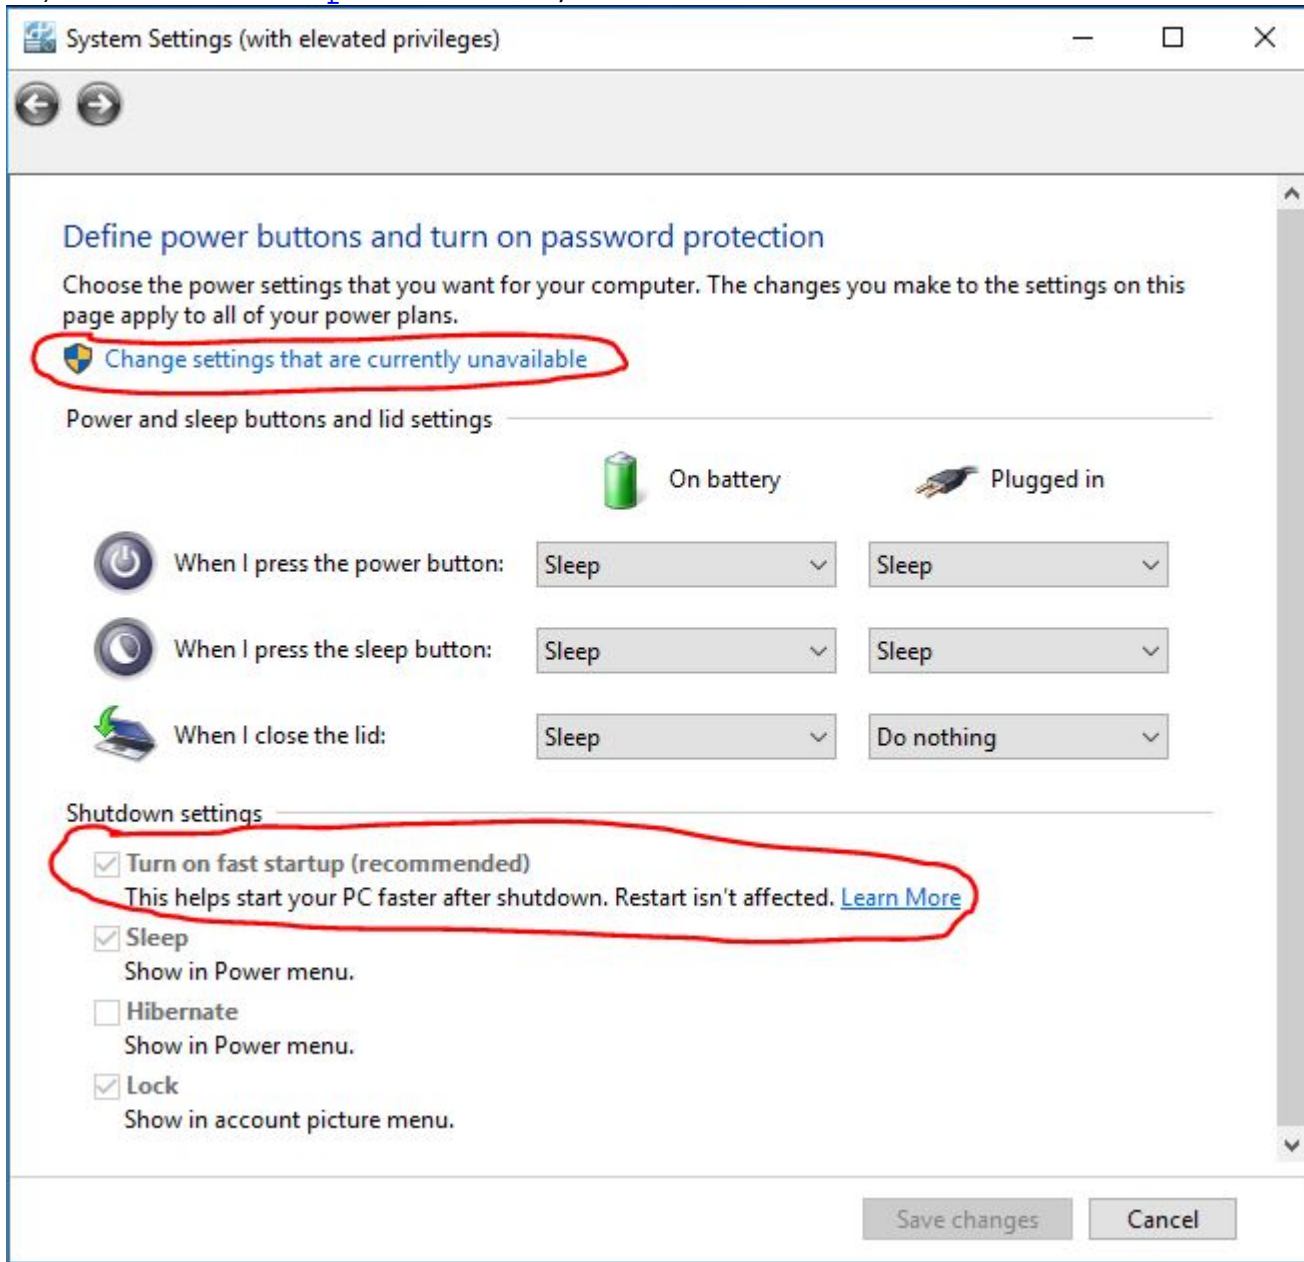 System Settings (with elevated privileges)
Define power buttons and turn on password protection
Choose the power settings that you want for your computer. The changes you make to the settings on this
page apply to all of your power plans.
Change settings that are currently unavailable
Power and sleep buttons and lid settings
On battery Plugged in
When I press the power button: Sleep Sleep
When I press the sleep button: Sleep Sleep
When I close the lid: Sleep Do nothing
Shutdown settings
Turn on fast startup (recommended)
This helps start your PC faster after shutdown. Restart isn't affected. Learn More
Sleep
Show in Power menu.
Hibernate
Show in Power menu.
Lock
Show in account picture menu.
Save changes Cancel